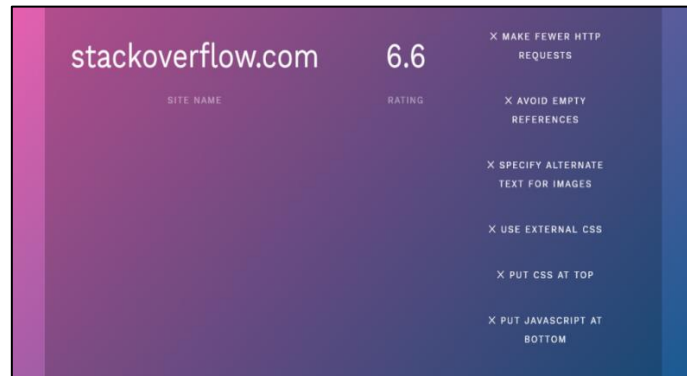 stackoverflow.com
SITE NAME
6.6
RATING
X MAKE FEWER HTTP
REQUESTS
X AVOID EMPTY
REFERENCES
X SPECIFY ALTERNATE
TEXT FOR IMAGES
X USE EXTERNAL CSS
X PUT CSS AT TOP
X PUT JAVASCRIPT AT
BOTTOM